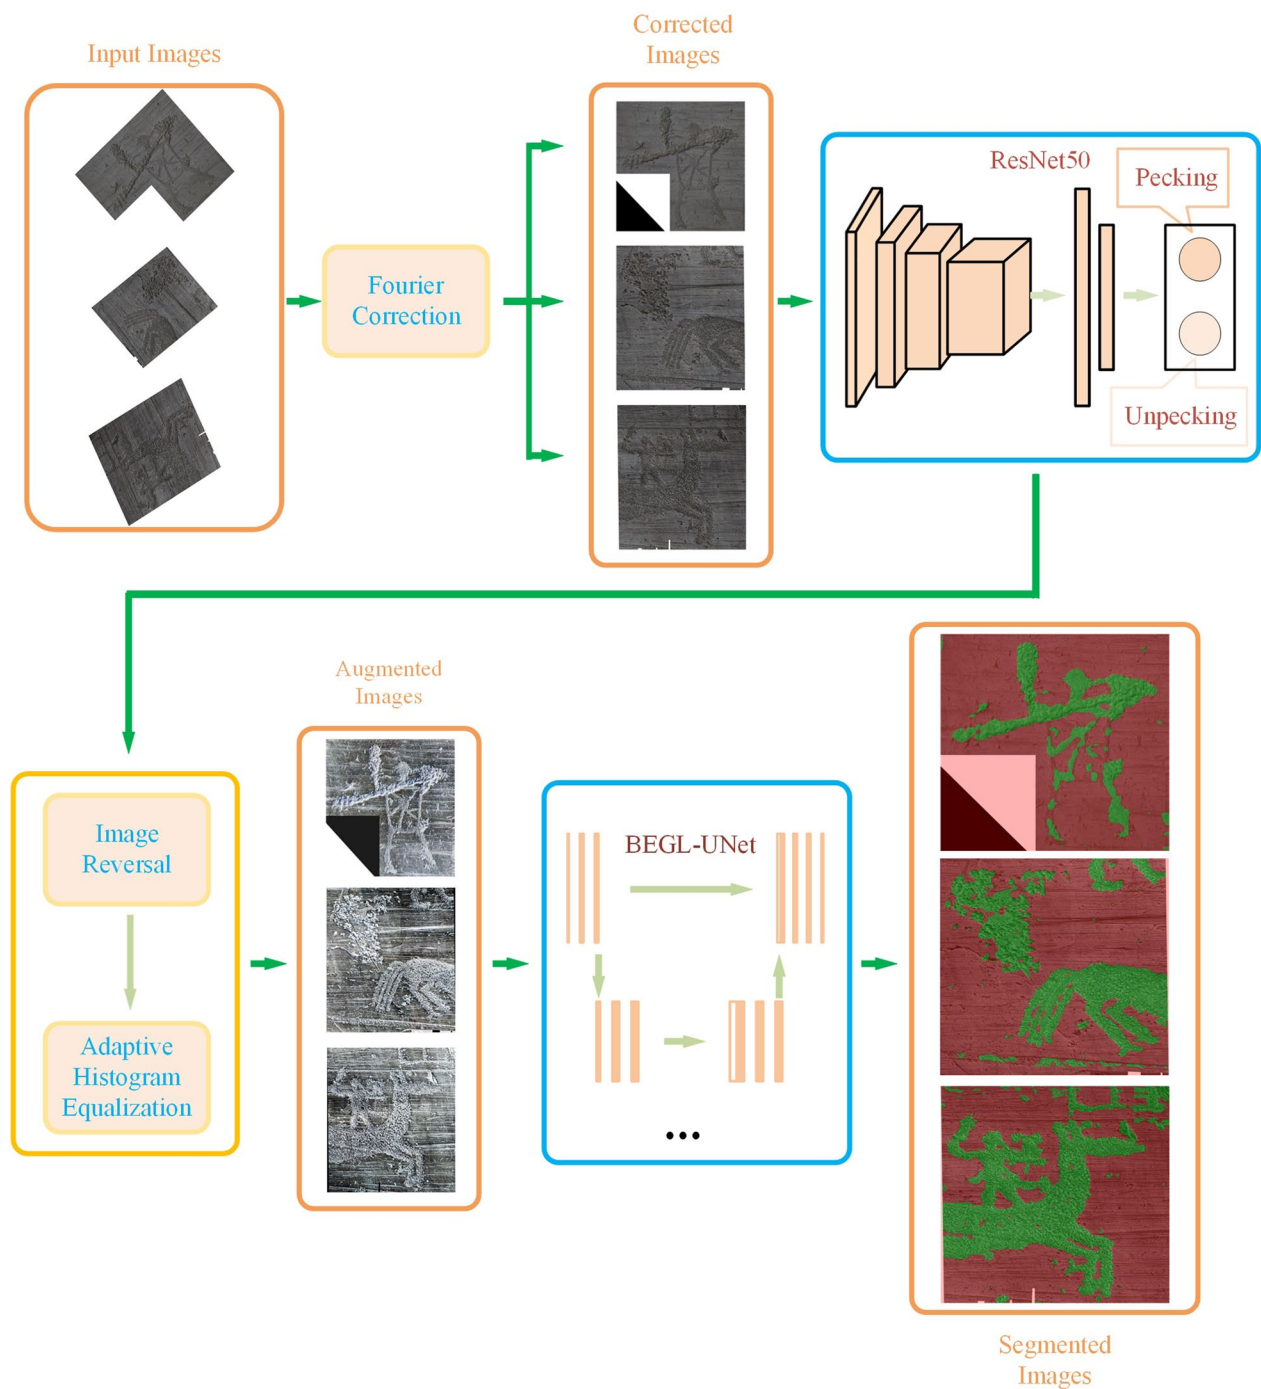 Input Images
Corrected
Images
Fourier
Correction
ResNet50
Pecking
Unpecking
Augmented
Images
Image
Reversal
Adaptive
Histogram
Equalization
BEGL-UNet
...
Segmented
Images